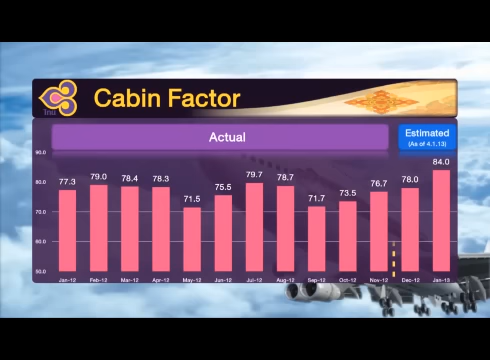 ไทย
Cabin Factor
Actual
Estimated
(As of 4.1.13)
90.0
80.0
70.0
60.0
50.0
77.3 79.0 78.4 78.3 71.5 75.5 79.7 78.7 71.7 73.5 76.7 78.0 84.0
Jan-12 Feb-12 Mar-12 Apr-12 May-12 Jun-12 Jul-12 Aug-12 Sep-12 Oct-12 Nov-12 Dec-12 Jan-13